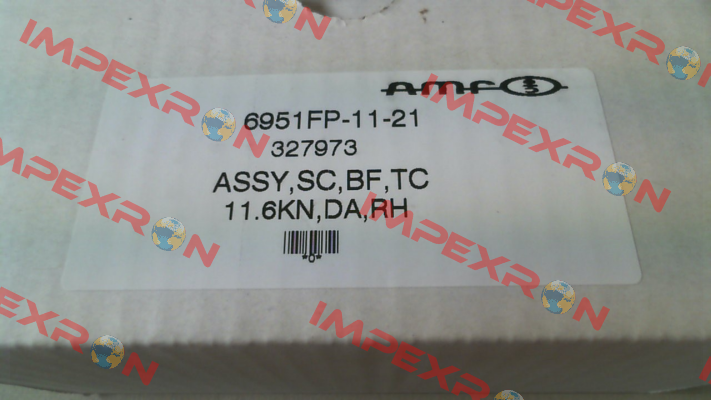 IMPEXRON
AMF
6951FP-11-21
327973
ASSY,SC,BF,TC
11.6KN,DA,RH
*0*
IMPEXRON
IMPEXRON
IMPEXRON
IMPEXRON
IMPEXRON
IMPEXRON
IMPEXRON